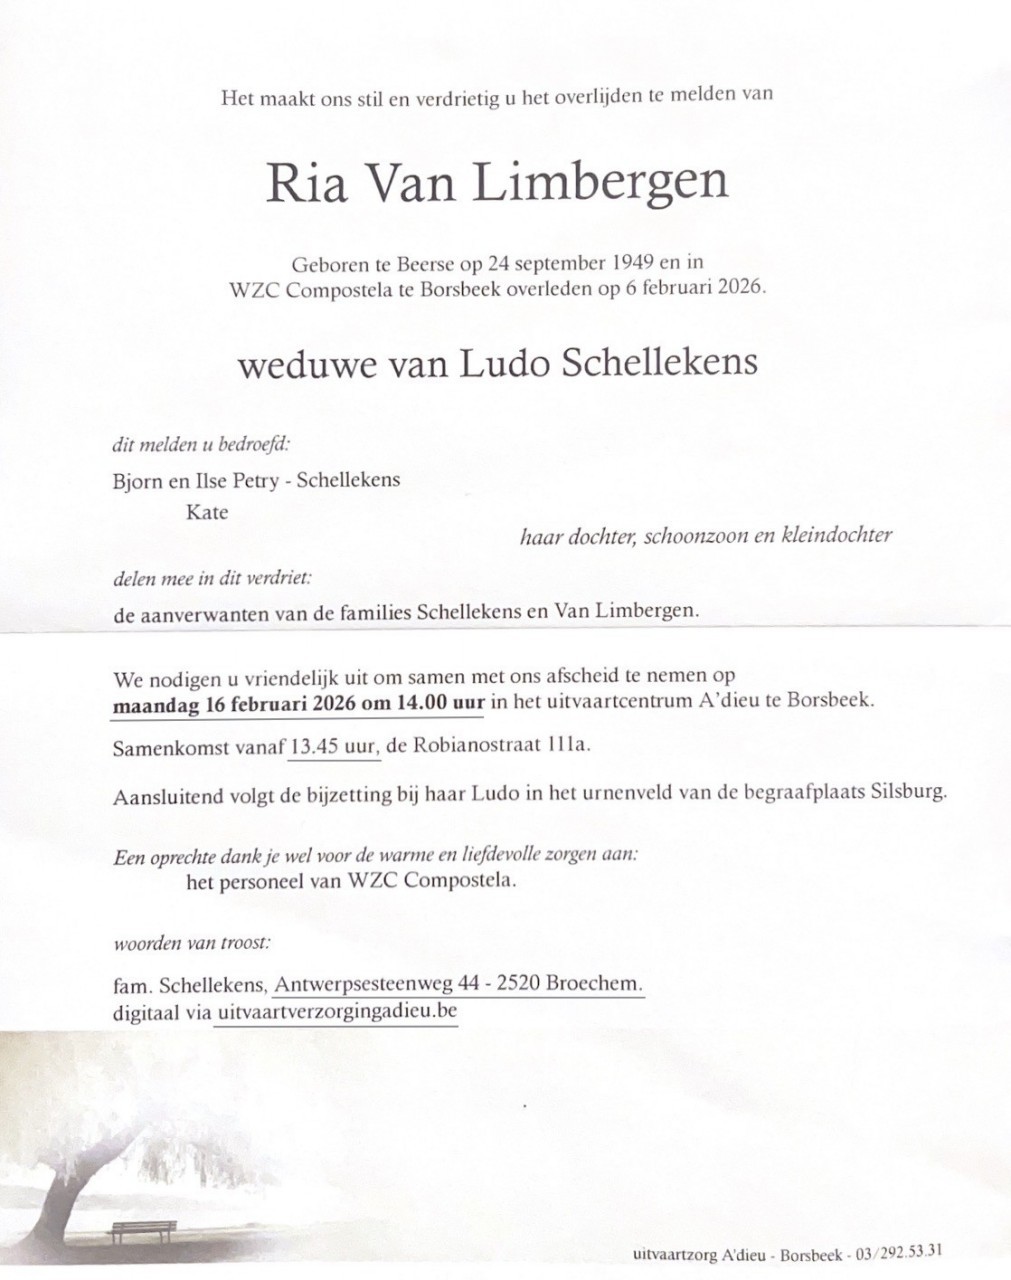 Het maakt ons stil en verdrietig u het overlijden te melden van
Ria Van Limbergen
Geboren te Beerse op 24 september 1949 en in
WZC Compostela te Borsbeek overleden op 6 februari 2026.
weduwe van Ludo Schellekens
dit melden u bedroefd:
Bjorn en Ilse Petry - Schellekens
Kate
haar dochter, schoonzoon en kleindochter
delen mee in dit verdriet:
de aanverwanten van de families Schellekens en Van Limbergen.
We nodigen u vriendelijk uit om samen met ons afscheid te nemen op
maandag 16 februari 2026 om 14.00 uur in het uitvaartcentrum A'dieu te Borsbeek.
Samenkomst vanaf 13.45 uur, de Robianostraat 111a.
Aansluitend volgt de bijzetting bij haar Ludo in het urnenveld van de begraafplaats Silsburg.
Een oprechte dank je wel voor de warme en liefdevolle zorgen aan:
het personeel van WZC Compostela.
woorden van troost:
fam. Schellekens, Antwerpsesteenweg 44 - 2520 Broechem.
digitaal via uitvaartverzorgingadieu.be
uitvaartzorg A'dieu - Borsbeek - 03/292.53.31